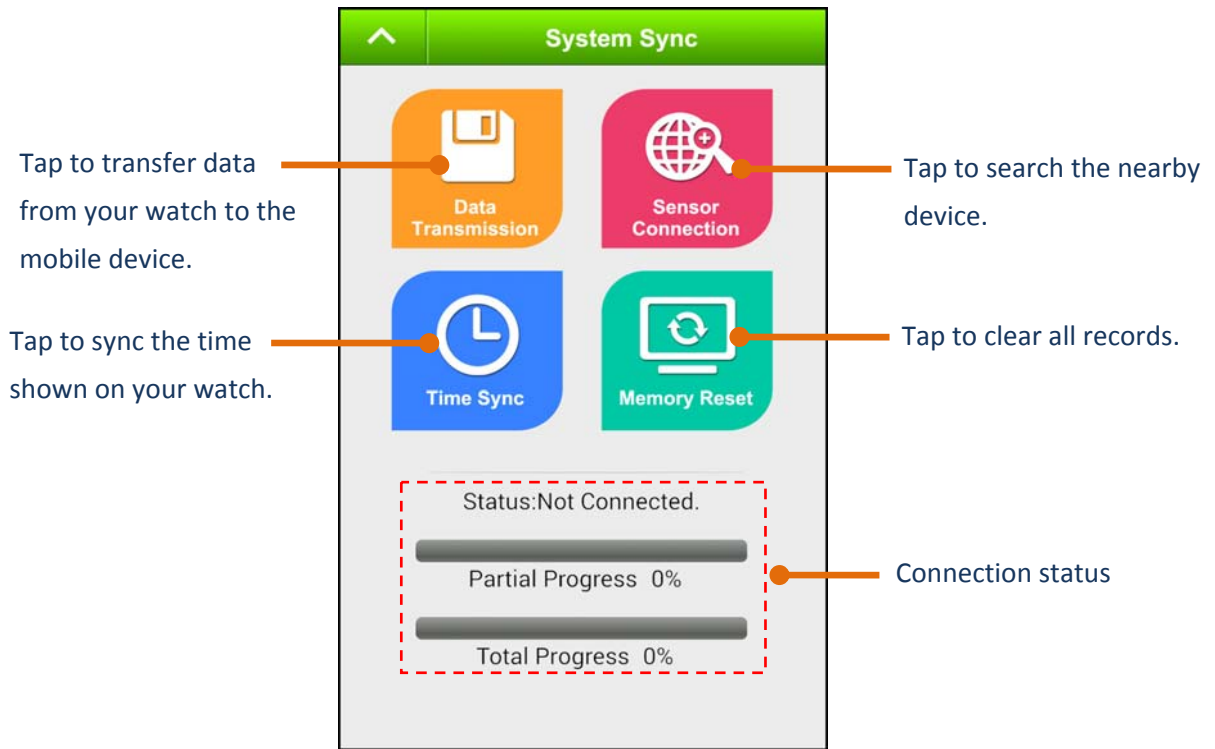 System Sync
Tap to transfer data
from your watch to the
mobile device.
Data
Transmission
Sensor
Connection
Tap to search the nearby
device.
Tap to sync the time
shown on your watch.
Time Sync
Memory Reset
Tap to clear all records.
Status:Not Connected.
Partial Progress 0%
Total Progress 0%
Connection status